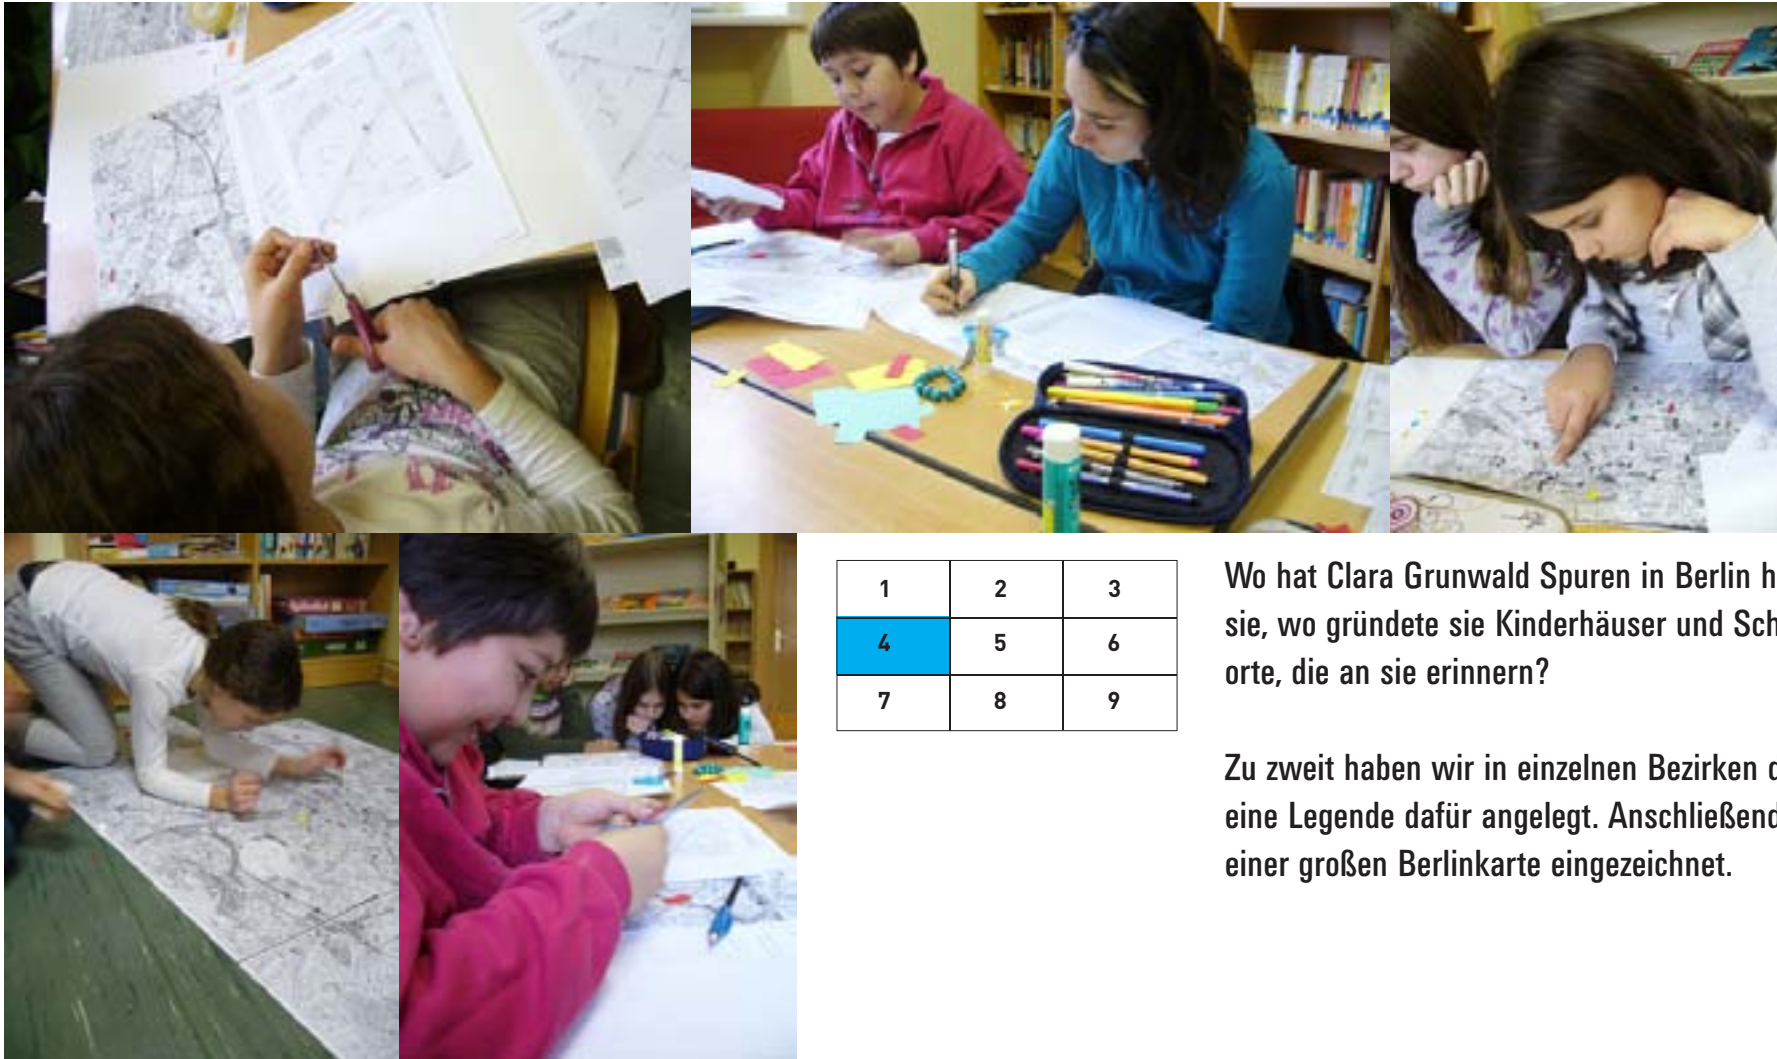 1 2 3
4 5 6
7 8 9
Wo hat Clara Grunwald Spuren in Berlin h
sie, wo gründete sie Kinderhäuser und Sch
orte, die an sie erinnern?
Zu zweit haben wir in einzelnen Bezirken d
eine Legende dafür angelegt. Anschließend
einer großen Berlinkarte eingezeichnet.